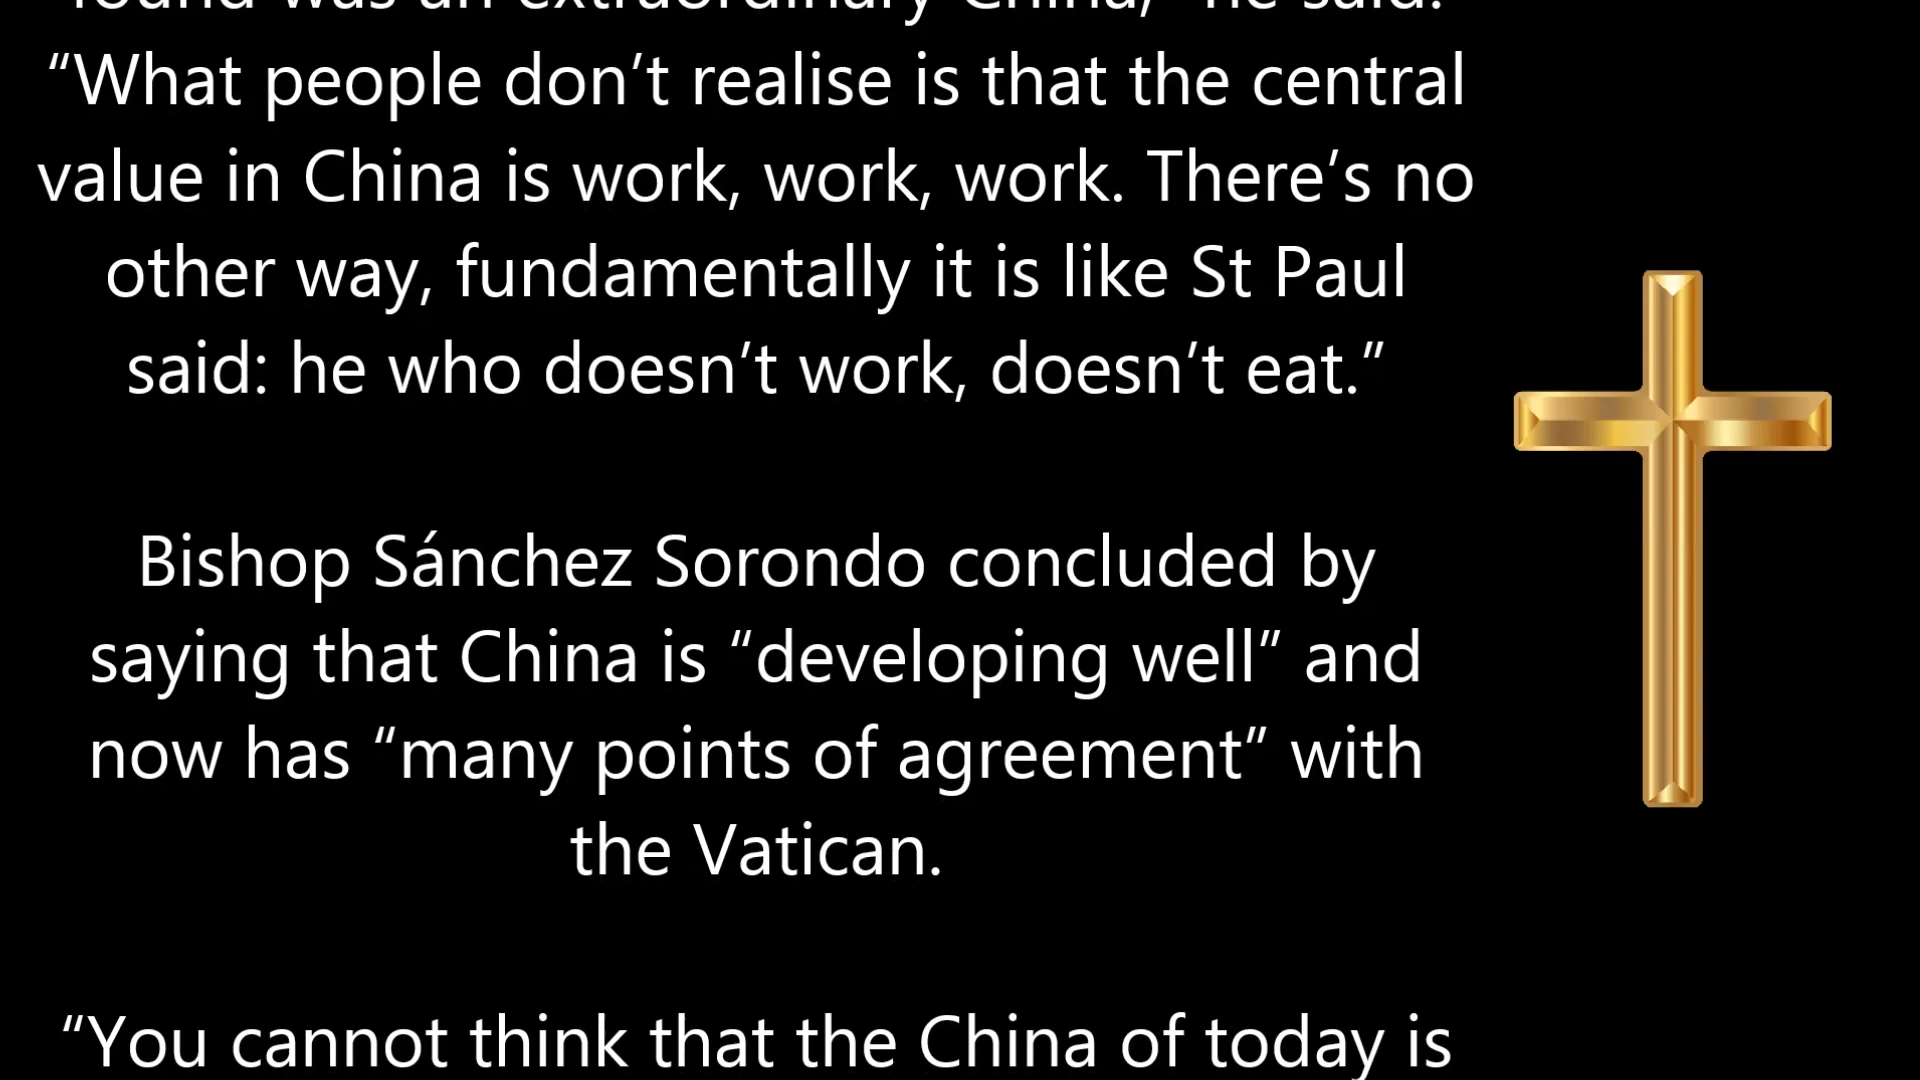 found was an extraordinary China,” he said.
“What people don’t realise is that the central
value in China is work, work, work. There’s no
other way, fundamentally it is like St Paul
said: he who doesn’t work, doesn’t eat.”
Bishop Sánchez Sorondo concluded by
saying that China is “developing well” and
now has “many points of agreement” with
the Vatican.
“You cannot think that the China of today is